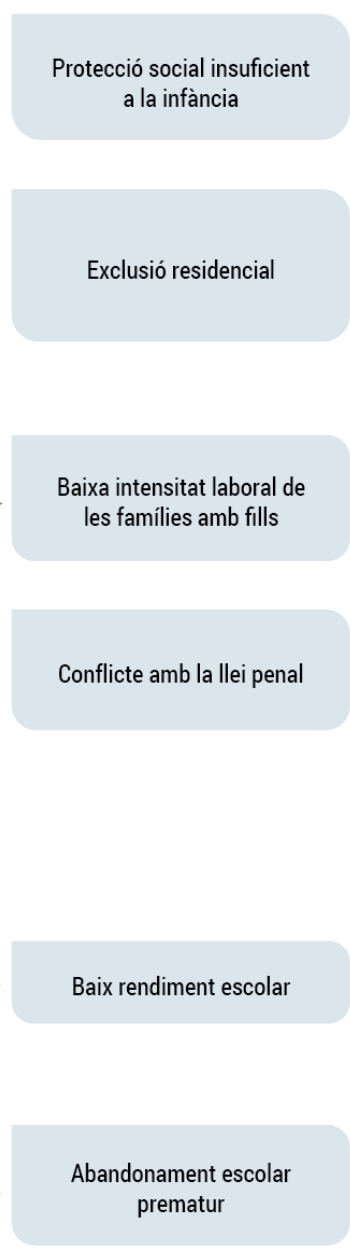 Protecció social insuficient
a la infància
Exclusió residencial
Baixa intensitat laboral de
les famílies amb fills
Conflicte amb la llei penal
Baix rendiment escolar
Abandonament escolar
prematur